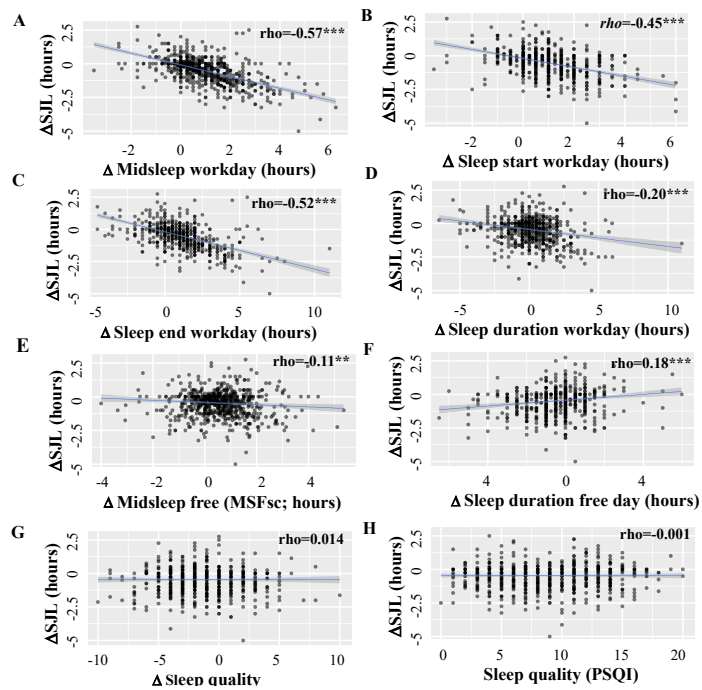 A
rho=-0.57***
2.5
0
-2.5
-5
ΔSJL (hours)
-2 0 2 4 6
Δ Midsleep workday (hours)
B
rho=-0.45***
2.5
0
-2.5
-5
ΔSJL (hours)
-2 0 2 4 6
Δ Sleep start workday (hours)
C
rho=-0.52***
2.5
0
-2.5
-5
ΔSJL (hours)
-5 0 5 10
Δ Sleep end workday (hours)
D
rho=-0.20***
2.5
0
-2.5
-5
ΔSJL (hours)
-5 0 5 10
Δ Sleep duration workday (hours)
E
rho=-0.11**
2.5
0
-2.5
-5
ΔSJL (hours)
-4 -2 0 2 4
Δ Midsleep free (MSFsc; hours)
F
rho=0.18***
2.5
0
-2.5
-5
ΔSJL (hours)
4 0 4
Δ Sleep duration free day (hours)
G
rho=0.014
2.5
0
-2.5
-5
ΔSJL (hours)
-10 -5 0 5 10
Δ Sleep quality
H
rho=-0.001
2.5
0
-2.5
-5
ΔSJL (hours)
0 5 10 15 20
Sleep quality (PSQI)